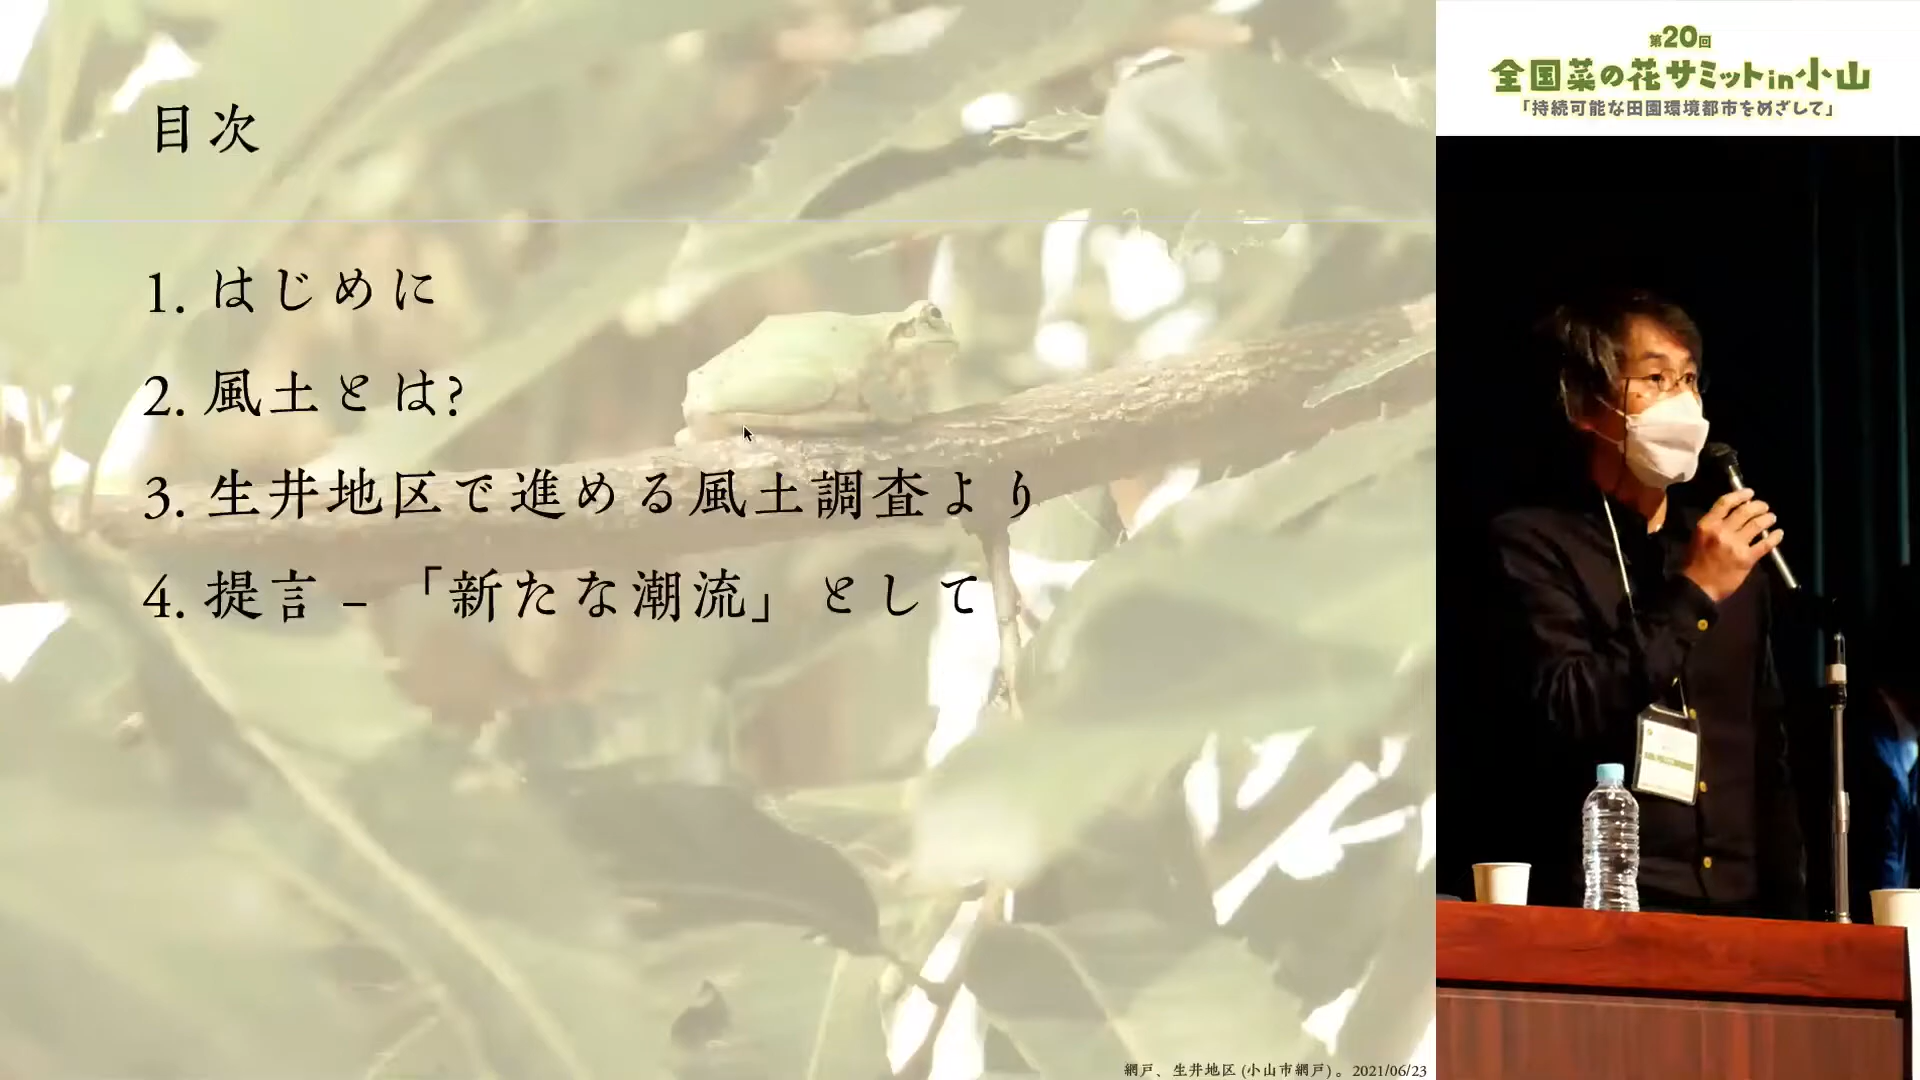 目次
1. はじめに
2. 風土とは?
3. 生井地区で進める風土調査より
4. 提言 – 「新たな潮流」として
網戸、生井地区 (小山市網戸) 。 2021/06/23
第20回
全国菜の花サミットin小山
「持続可能な田園環境都市をめざして」